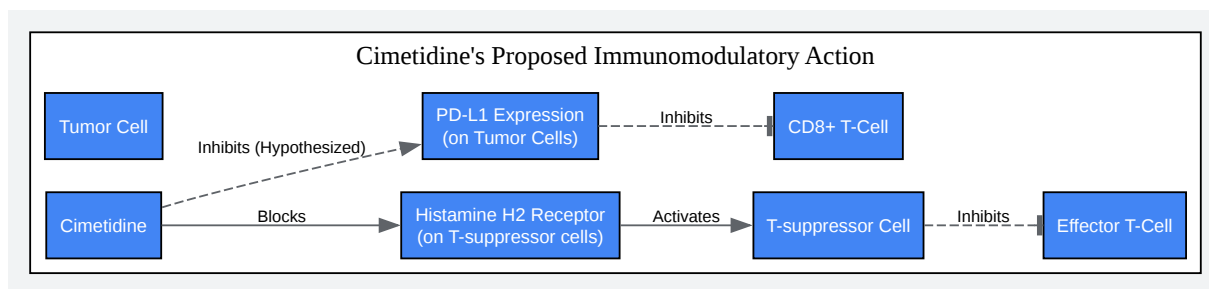 Cimetidine's Proposed Immunomodulatory Action
Tumor Cell
PD-L1 Expression
(on Tumor Cells)
Inhibits
CD8+ T-Cell
Inhibits (Hypothesized)
Cimetidine
Blocks
Histamine H2 Receptor
(on T-suppressor cells)
Activates
T-suppressor Cell
Inhibits
Effector T-Cell